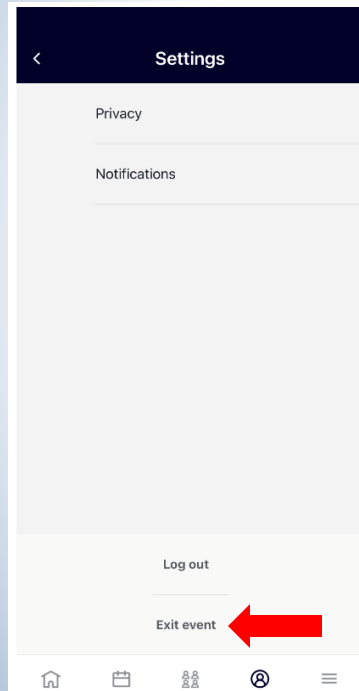 Settings
Privacy
Notifications
Log out
Exit event